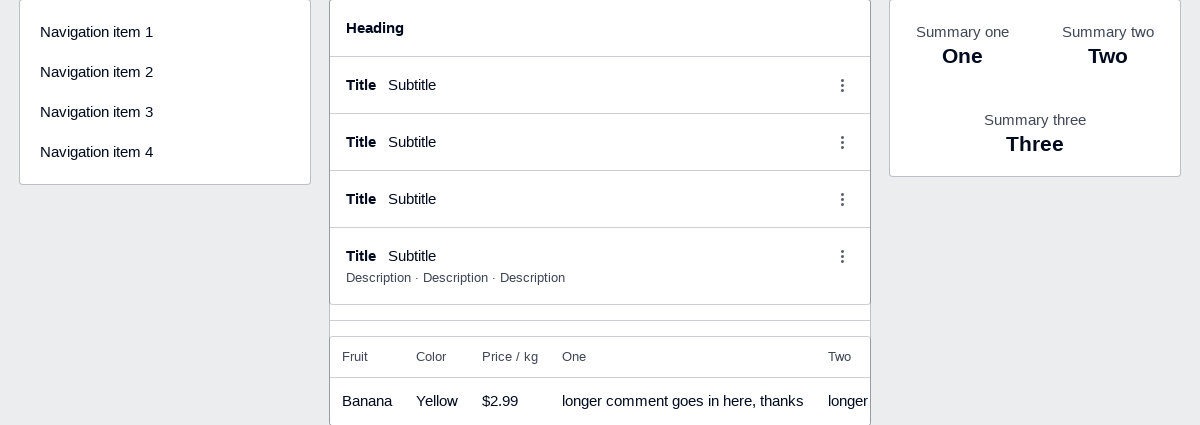 Navigation item 1
Navigation item 2
Navigation item 3
Navigation item 4
Heading
Title Subtitle
Title Subtitle
Title Subtitle
Title Subtitle
Description · Description · Description
Fruit Color Price / kg One Two
Banana Yellow $2.99 longer comment goes in here, thanks longer
Summary one Summary two
One Two
Summary three
Three